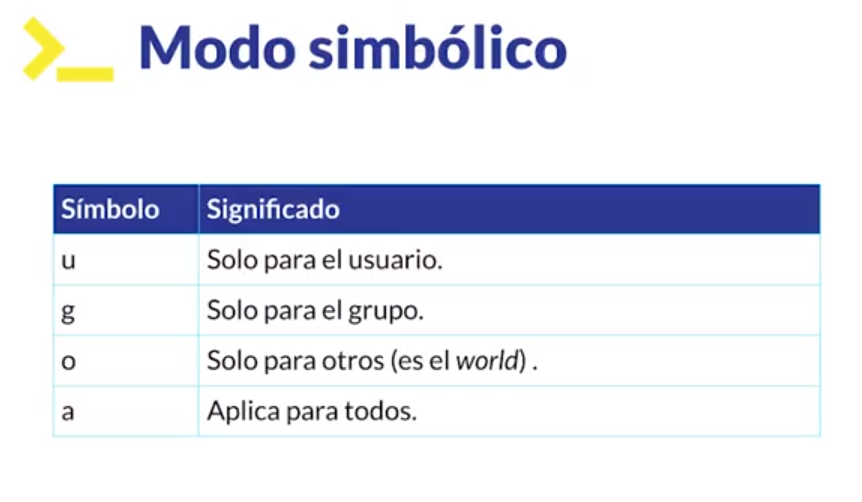 Modo simbólico
Símbolo Significado
u Solo para el usuario.
g Solo para el grupo.
o Solo para otros (es el world) .
a Aplica para todos.